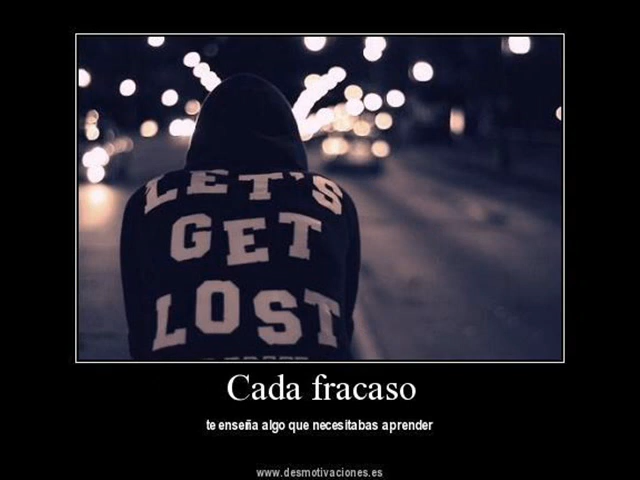 LET'S
GET
LOST
Cada fracaso
te enseña algo que necesitabas aprender
www.desmotivaciones.es